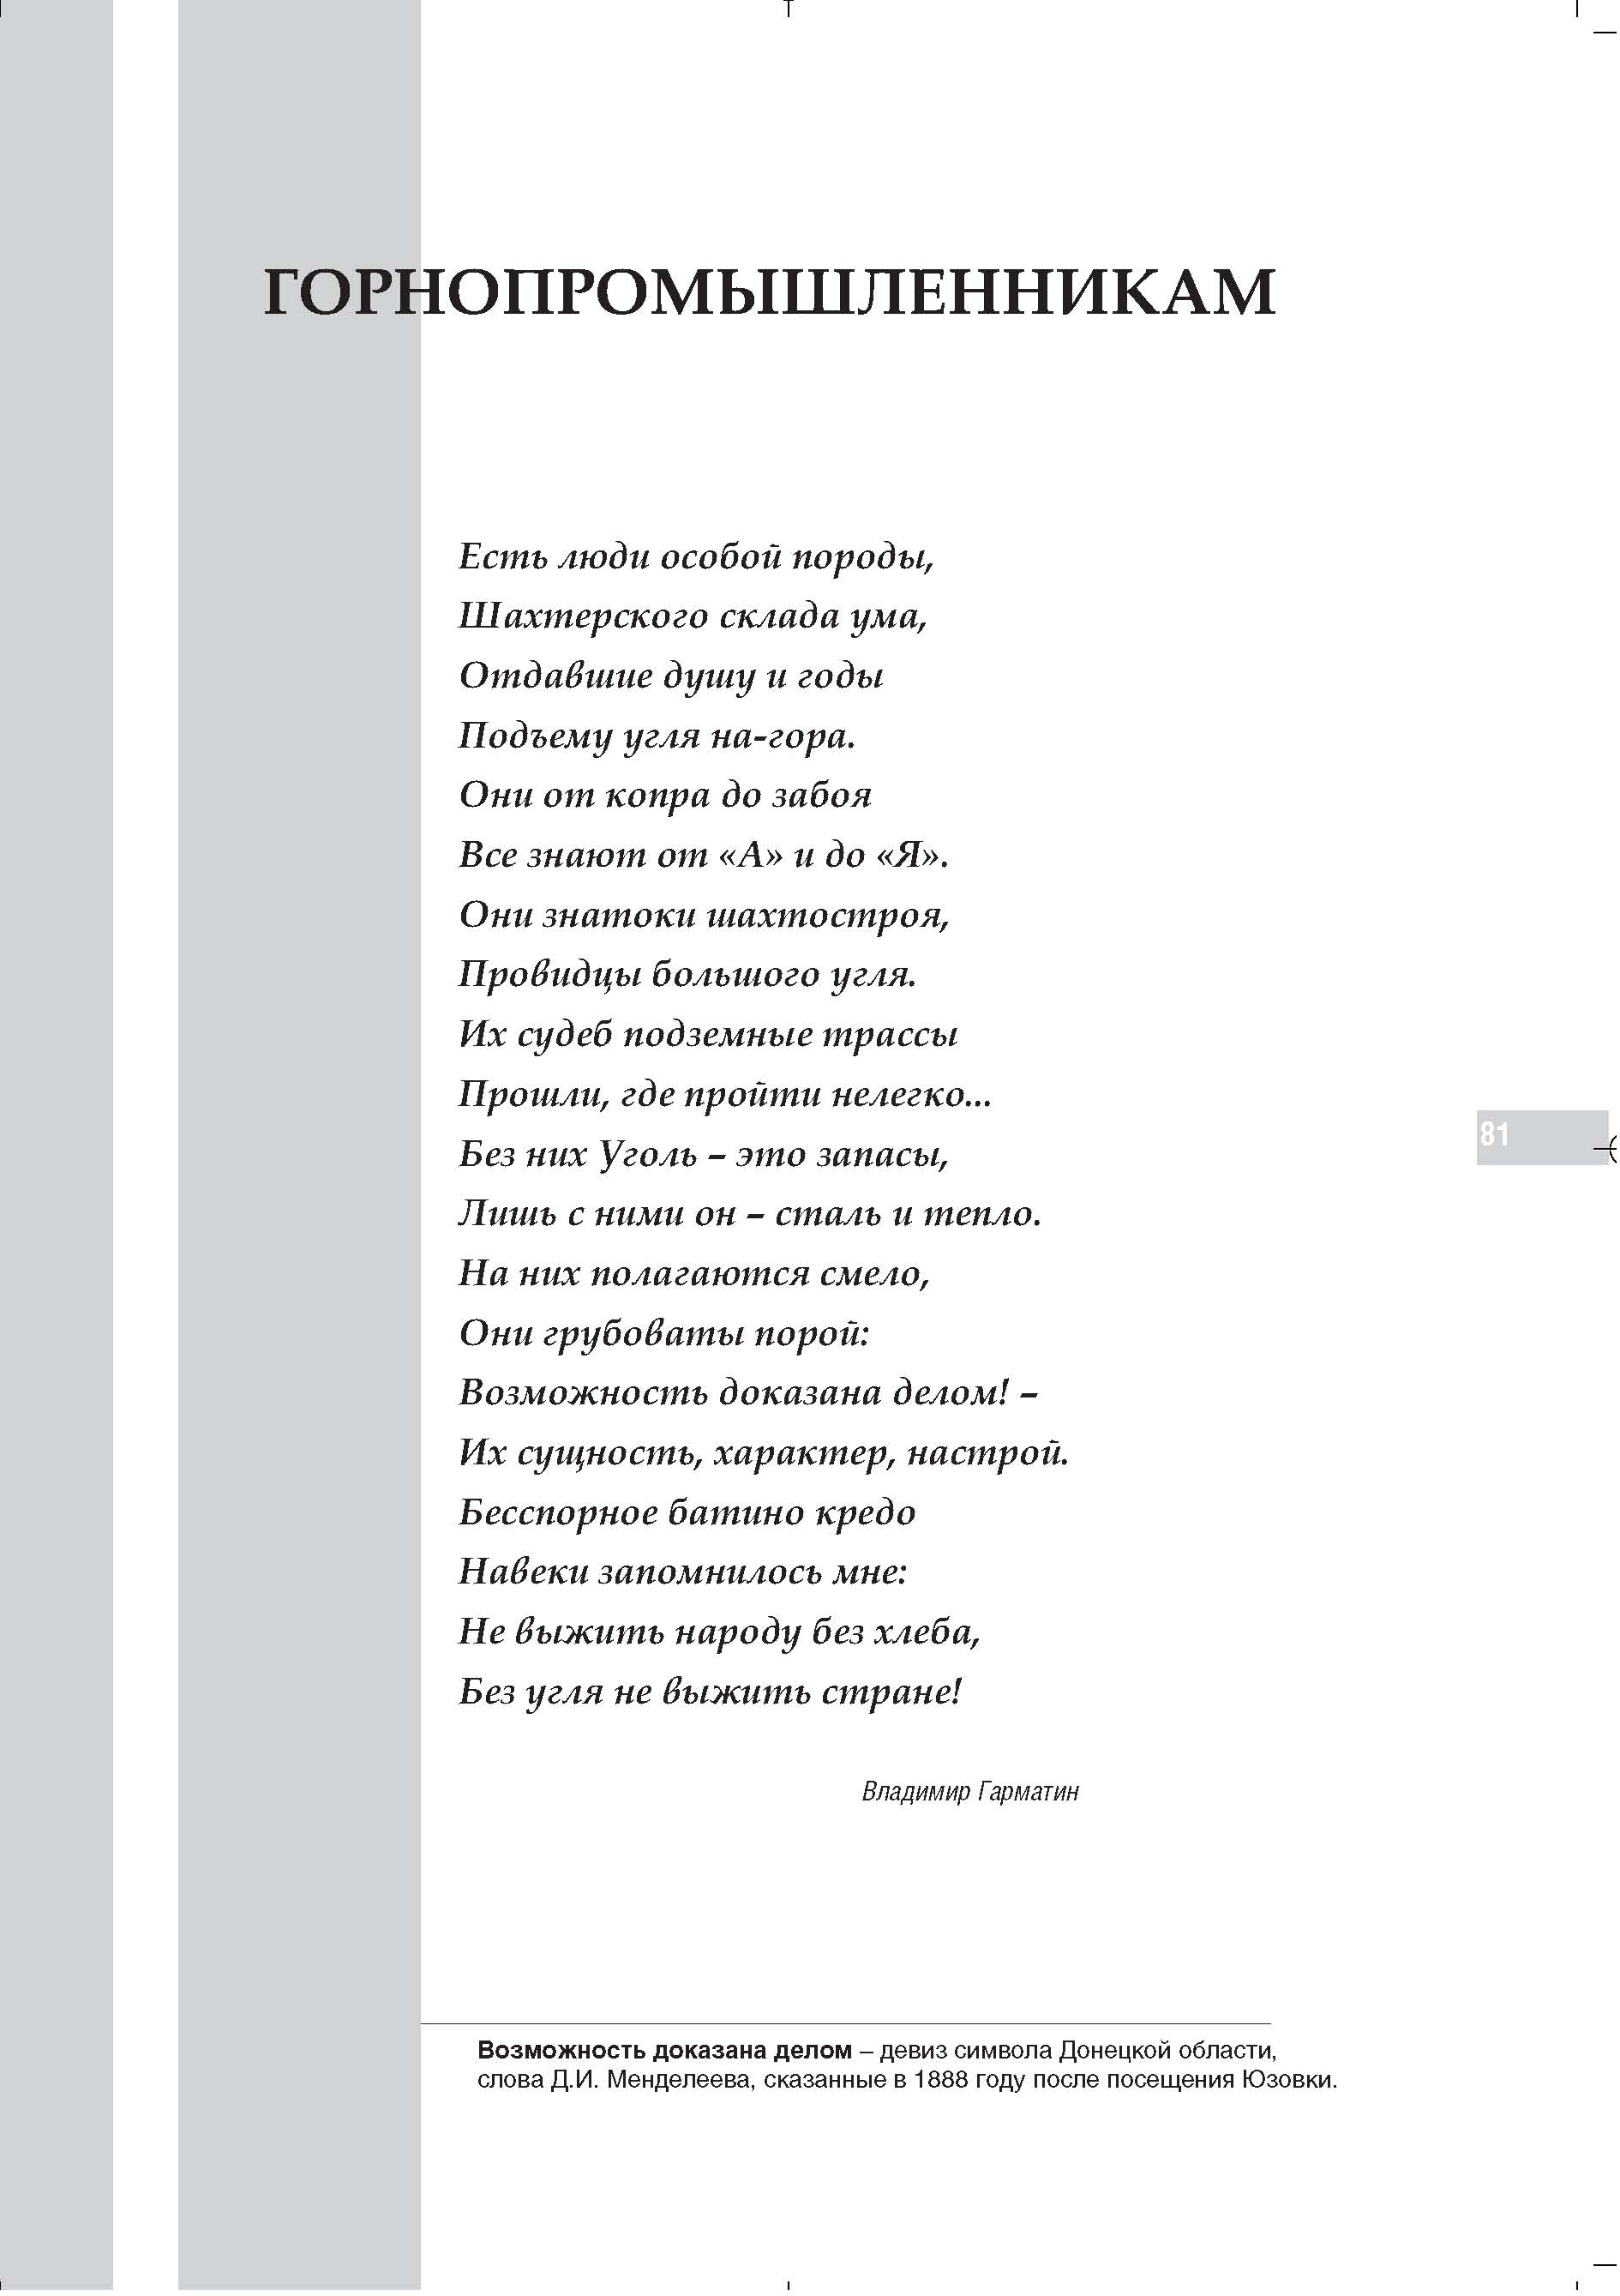 ГОРНОПРОМЫШЛЕННИКАМ
Есть люди особой породы,
Шахтерского склада ума,
Отдавшие душу и годы
Подъему угля на-гора.
Они от копра до забоя
Все знают от «А» и до «Я».
Они знатоки шахтостроя,
Провидцы большого угля.
Их судеб подземные трассы
Прошли, где пройти нелегко...
Без них Уголь – это запасы,
Лишь с ними он – сталь и тепло.
На них полагаются смело,
Они грубоваты порой:
Возможность доказана делом! –
Их сущность, характер, настрой.
Бесспорное батино кредо
Навеки запомнилось мне:
Не выжить народу без хлеба,
Без угля не выжить стране!
Владимир Гарматин
81
Возможность доказана делом – девиз символа Донецкой области,
слова Д.И. Менделеева, сказанные в 1888 году после посещения Юзовки.